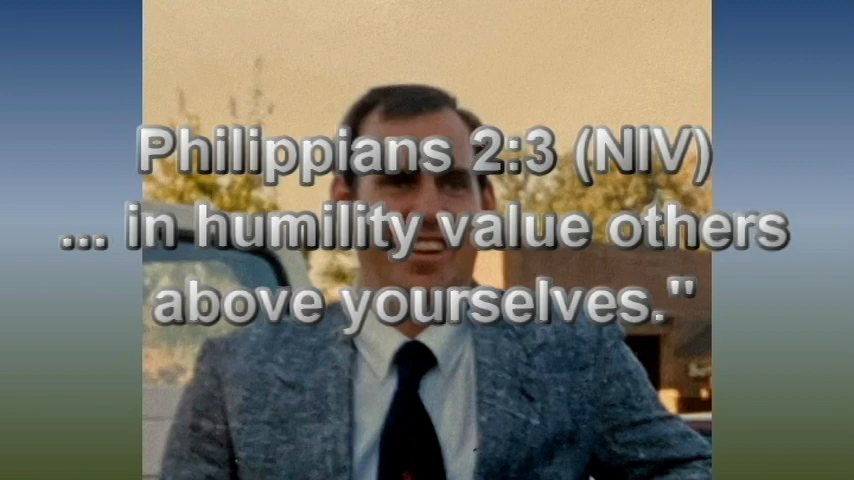 Philippians 2:3 (NIV)
... in humility value others
above yourselves."